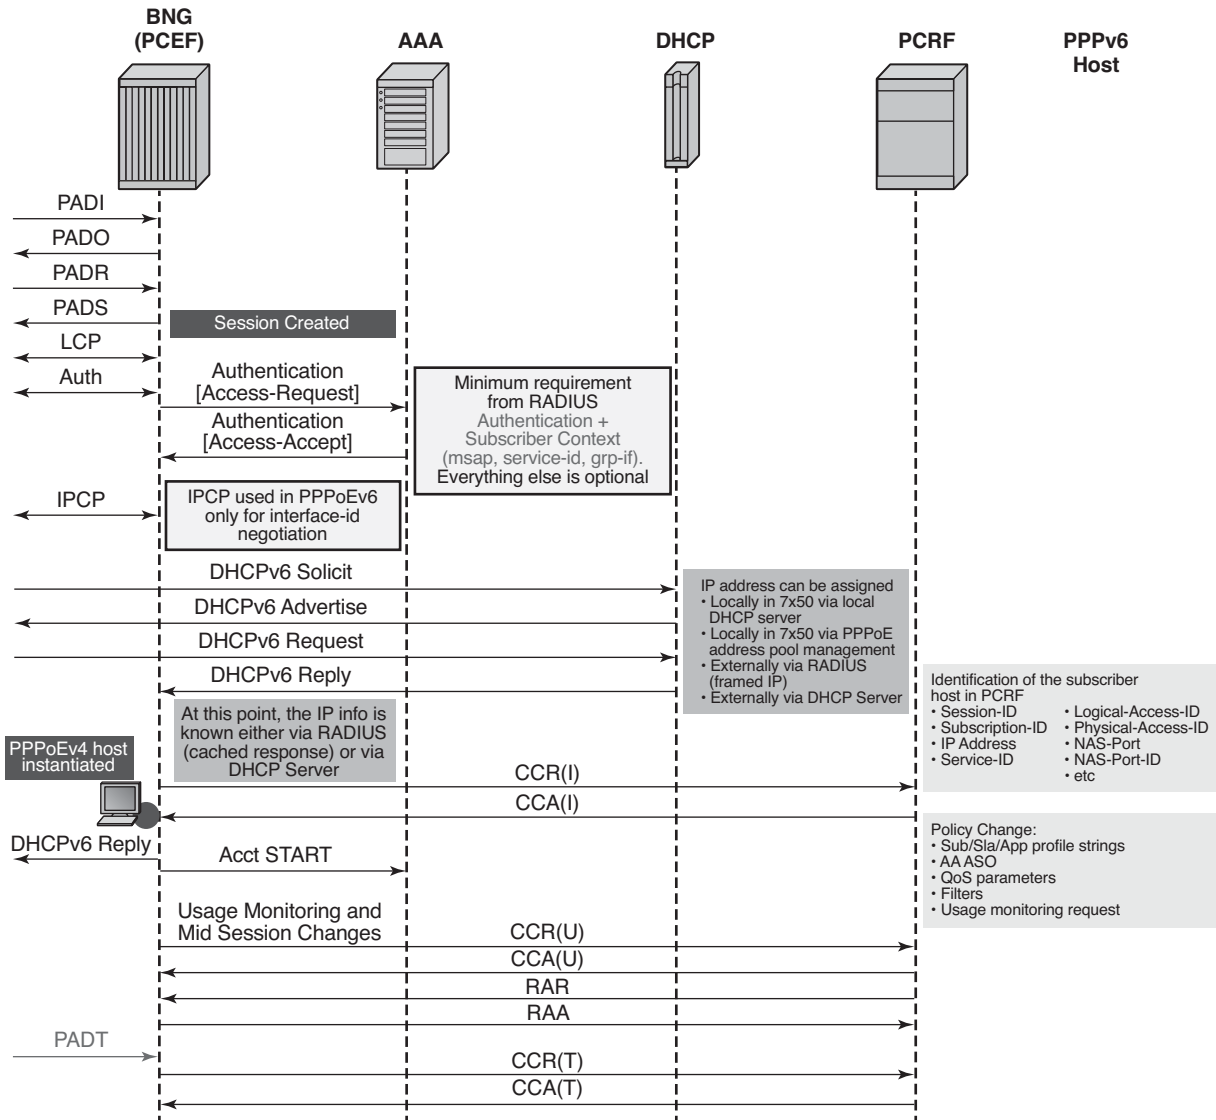 BNG
(PCEF)
AAA
DHCP
PCRF
PPPv6
Host
PADI
PADO
PADR
PADS
Session Created
LCP
Auth
Authentication
[Access-Request]
Authentication
[Access-Accept]
Minimum requirement
from RADIUS
Authentication +
Subscriber Context
(msap, service-id, grp-if).
Everything else is optional
IPCP
IPCP used in PPPoEv6
only for interface-id
negotiation
DHCPv6 Solicit
DHCPv6 Advertise
DHCPv6 Request
DHCPv6 Reply
IP address can be assigned
• Locally in 7x50 via local
DHCP server
• Locally in 7x50 via PPPoE
address pool management
• Externally via RADIUS
(framed IP)
• Externally via DHCP Server
Identification of the subscriber
host in PCRF
• Session-ID
• Subscription-ID
• IP Address
• Service-ID
• Logical-Access-ID
• Physical-Access-ID
• NAS-Port
• NAS-Port-ID
• etc
At this point, the IP info is
known either via RADIUS
(cached response) or via
DHCP Server
PPPoEv4 host
instantiated
CCR(I)
CCA(I)
DHCPv6 Reply
Acct START
Policy Change:
• Sub/Sla/App profile strings
• AA ASO
• QoS parameters
• Filters
• Usage monitoring request
Usage Monitoring and
Mid Session Changes
CCR(U)
CCA(U)
RAR
RAA
PADT
CCR(T)
CCA(T)